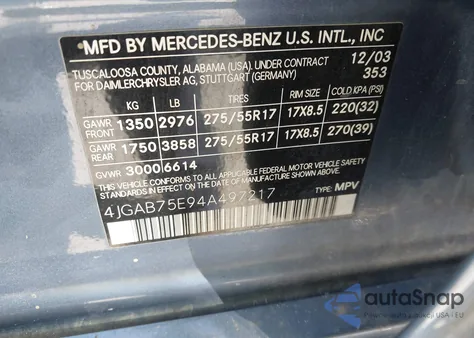 MFD BY MERCEDES-BENZ U.S. INTL., INC
TUSCALOOSA COUNTY, ALABAMA (USA). UNDER CONTRACT 12/03
FOR DAIMLERCHRYSLER AG, STUTTGART (GERMANY) 353
KG LB TIRES RIM SIZE COLD KPA (PSI)
GAWR FRONT 1350 2976 275/55R17 17X8.5 220(32)
GAWR REAR 1750 3858 275/55R17 17X8.5 270(39)
GVWR 3000 6614
THIS VEHICLE CONFORMS TO ALL APPLICABLE FEDERAL MOTOR VEHICLE
SAFETY STANDARDS IN EFFECT ON THE DATE OF MANUFACTURE SHOWN ABOVE.
4JGAB75E94A497217 TYPE: MPV
autoSnap